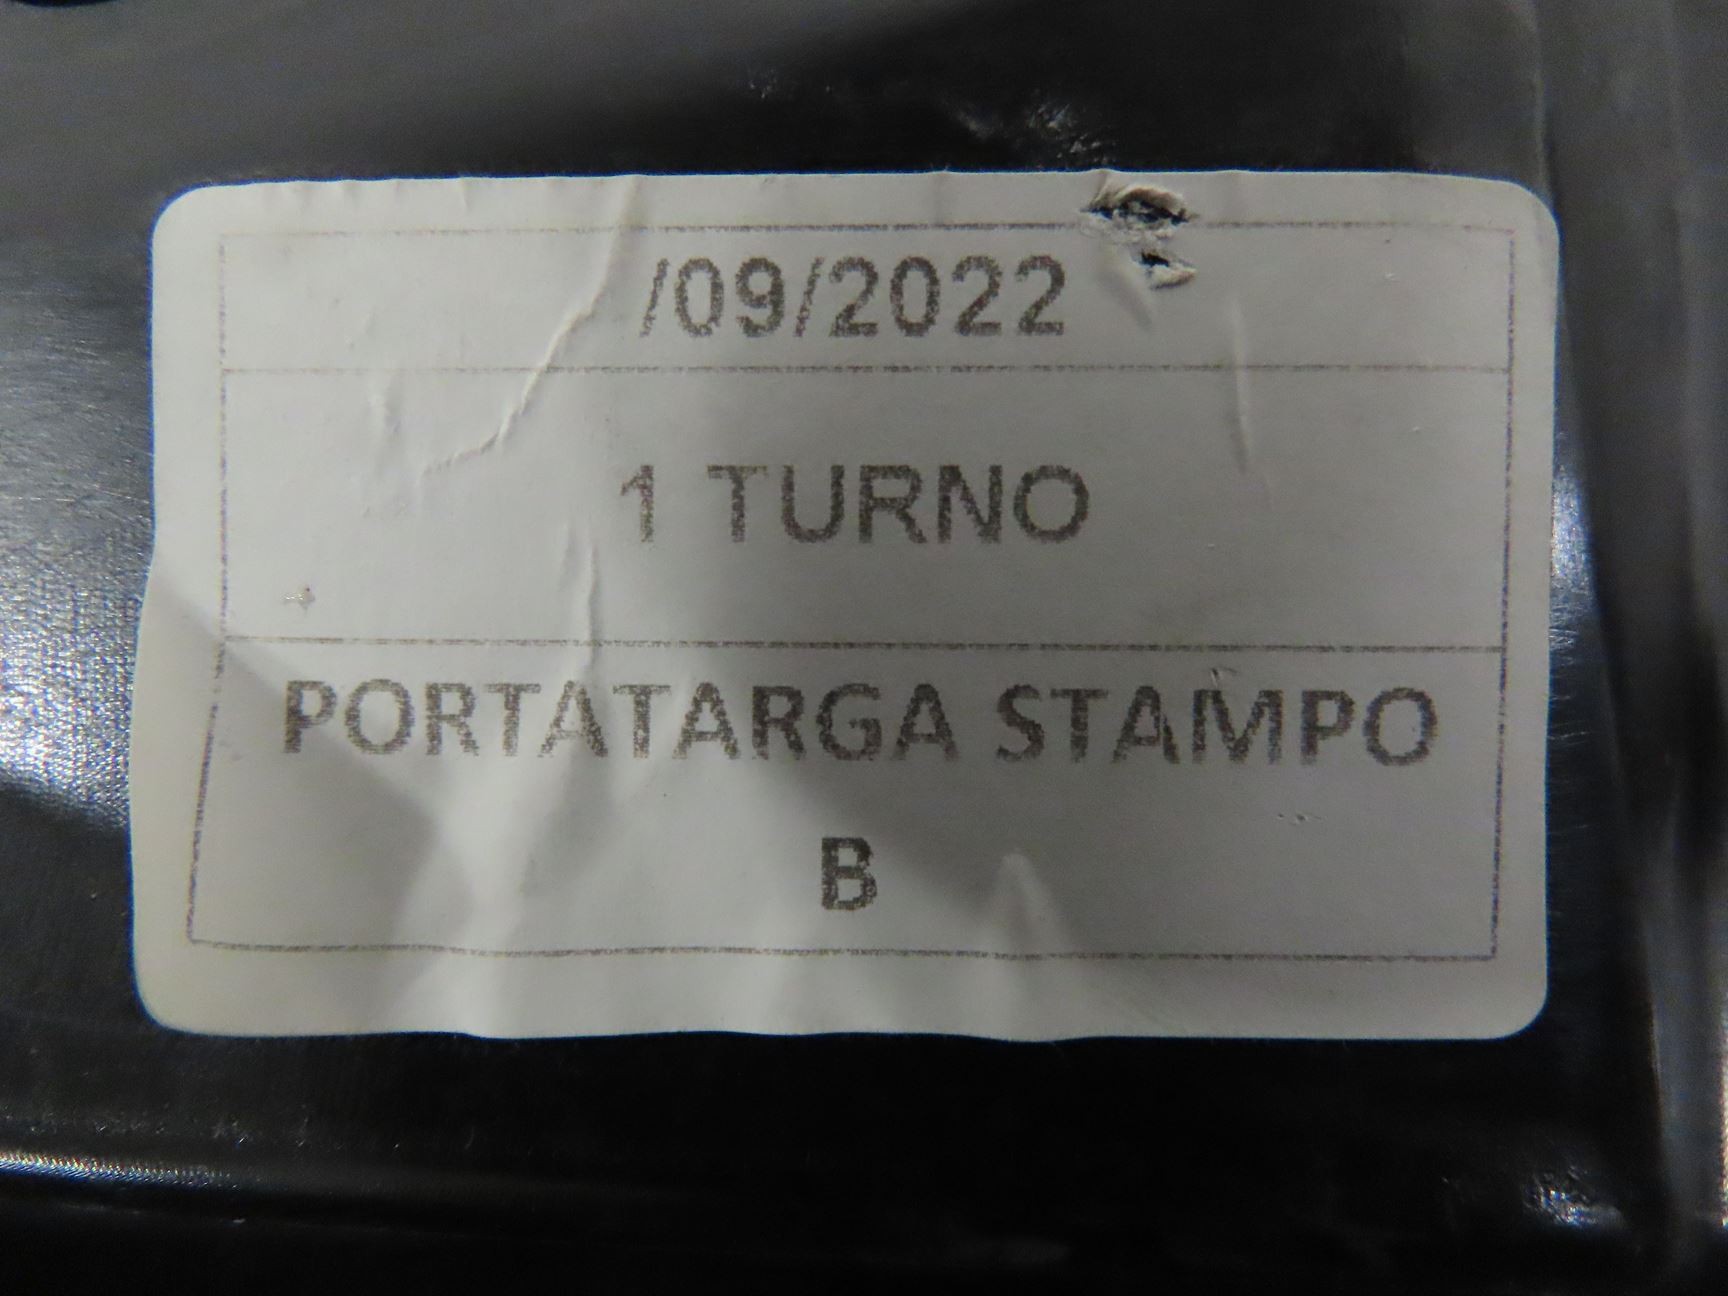 /09/2022
1 TURNO
PORTATARGA STAMPO
B